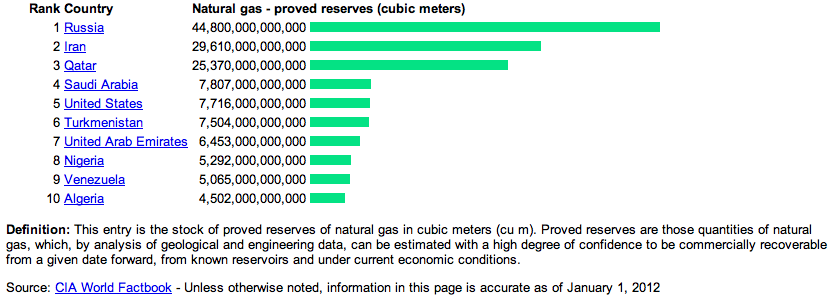 Rank Country Natural gas - proved reserves (cubic meters)
1 Russia 44,800,000,000,000
2 Iran 29,610,000,000,000
3 Qatar 25,370,000,000,000
4 Saudi Arabia 7,807,000,000,000
5 United States 7,716,000,000,000
6 Turkmenistan 7,504,000,000,000
7 United Arab Emirates 6,453,000,000,000
8 Nigeria 5,292,000,000,000
9 Venezuela 5,065,000,000,000
10 Algeria 4,502,000,000,000
Definition: This entry is the stock of proved reserves of natural gas in cubic meters (cu m). Proved reserves are those quantities of natural
gas, which, by analysis of geological and engineering data, can be estimated with a high degree of confidence to be commercially recoverable
from a given date forward, from known reservoirs and under current economic conditions.
Source: CIA World Factbook - Unless otherwise noted, information in this page is accurate as of January 1, 2012